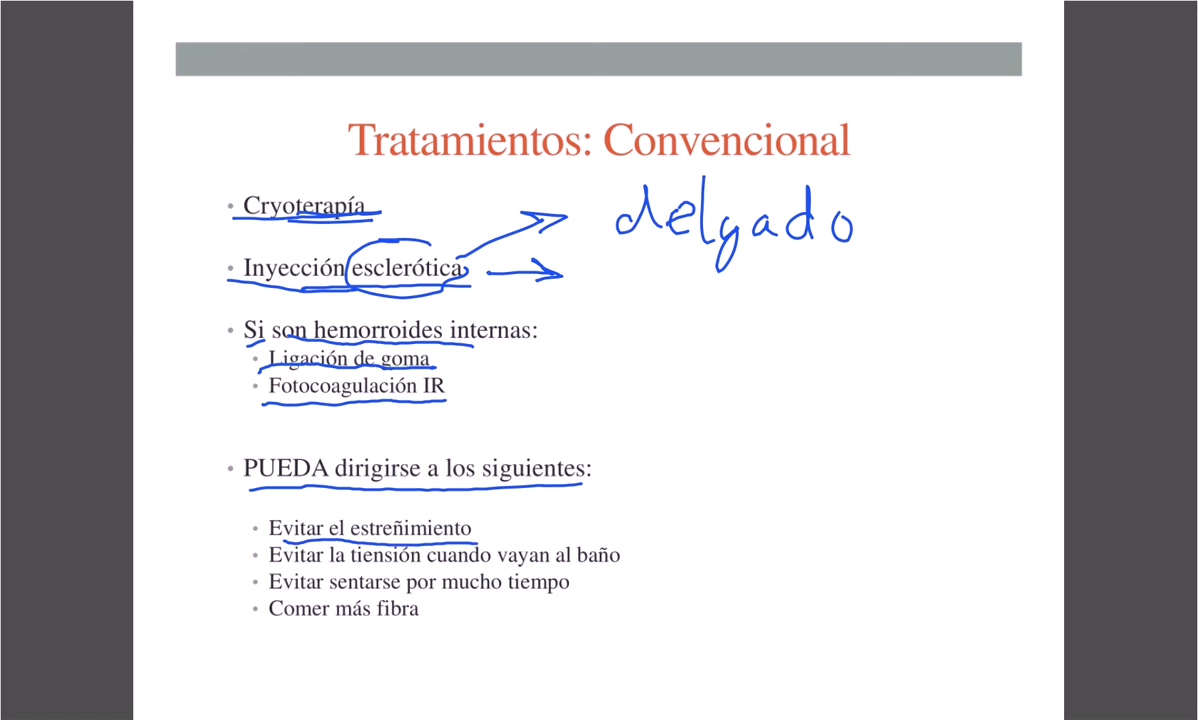 Tratamientos: Convencional
• Cryoterapía
delgado
• Inyección esclerótica
• Si son hemorroides internas:
• Ligación de goma
• Fotocoagulación IR
• PUEDA dirigirse a los siguientes:
• Evitar el estreñimiento
• Evitar la tiensión cuando vayan al baño
• Evitar sentarse por mucho tiempo
• Comer más fibra